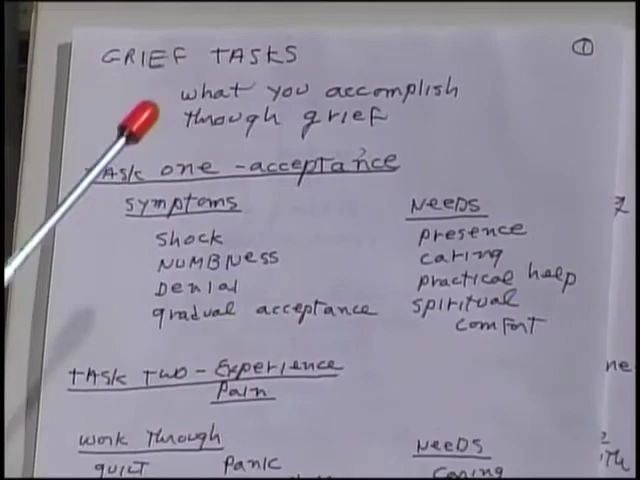 GRIEF TASKS ①
what you accomplish
through grief
TASK one - acceptance
Symptoms NEEDS
Shock presence
NUMBNess caring
Denial practical help
gradual acceptance spiritual
comfort
TASK TWO - Experience
Pain
work through NEEDS
guilt panic caring